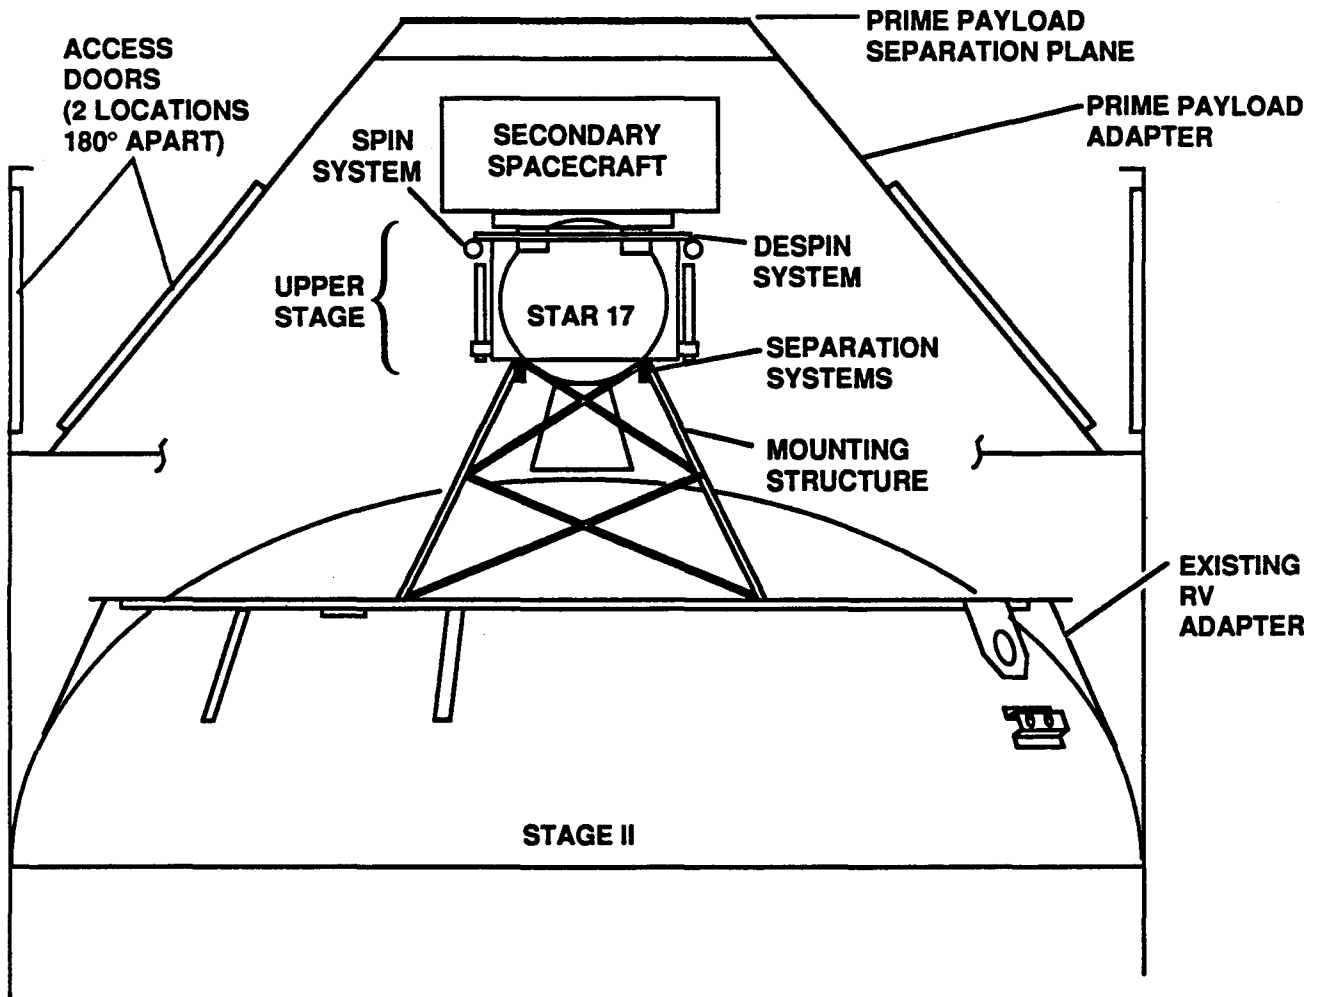 PRIME PAYLOAD
SEPARATION PLANE
ACCESS
DOORS
(2 LOCATIONS
180° APART)
PRIME PAYLOAD
ADAPTER
SPIN
SYSTEM
SECONDARY
SPACECRAFT
DESPIN
SYSTEM
UPPER
STAGE
STAR 17
SEPARATION
SYSTEMS
MOUNTING
STRUCTURE
EXISTING
RV
ADAPTER
STAGE II